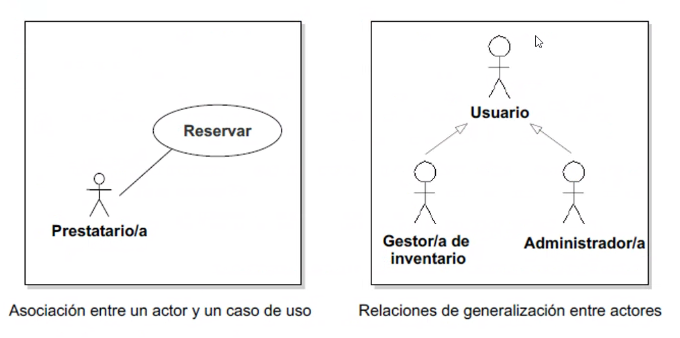 Reservar
Prestatario/a
Usuario
Gestor/a de
inventario
Administrador/a
Asociación entre un actor y un caso de uso
Relaciones de generalización entre actores